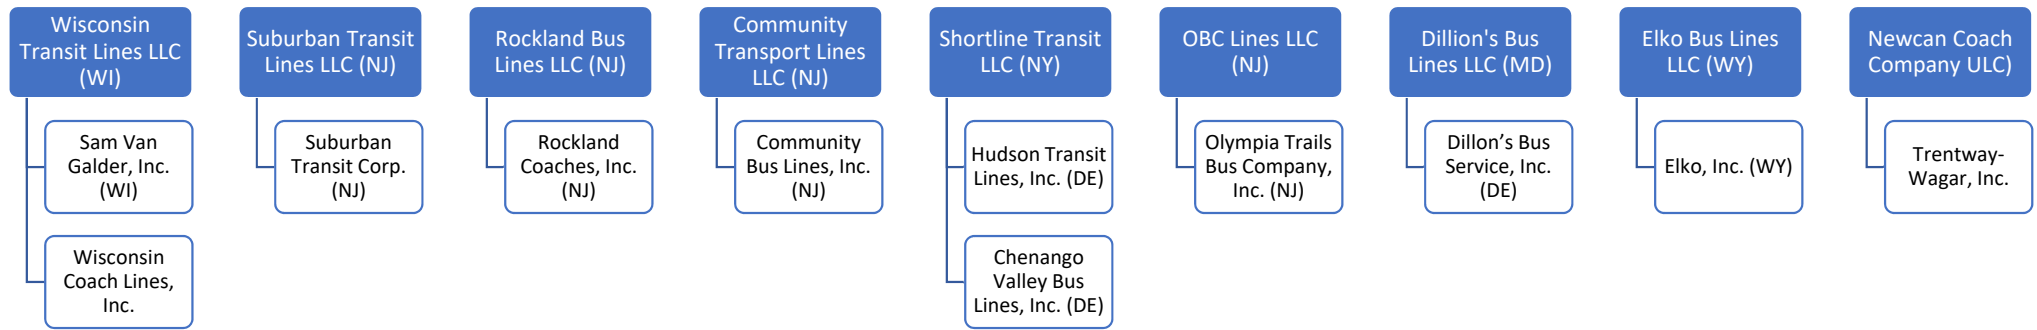 Wisconsin
Transit Lines LLC
(WI)
Sam Van
Galder, Inc.
(WI)
Wisconsin
Coach Lines,
Inc.
Suburban Transit
Lines LLC (NJ)
Suburban
Transit Corp.
(NJ)
Rockland Bus
Lines LLC (NJ)
Rockland
Coaches, Inc.
(NJ)
Community
Transport Lines
LLC (NJ)
Community
Bus Lines, Inc.
(NJ)
Shortline Transit
LLC (NY)
Hudson Transit
Lines, Inc. (DE)
Chenango
Valley Bus
Lines, Inc. (DE)
OBC Lines LLC
(NJ)
Olympia Trails
Bus Company,
Inc. (NJ)
Dillion's Bus
Lines LLC (MD)
Dillon’s Bus
Service, Inc.
(DE)
Elko Bus Lines
LLC (WY)
Elko, Inc. (WY)
Newcan Coach
Company ULC)
Trentway-
Wagar, Inc.